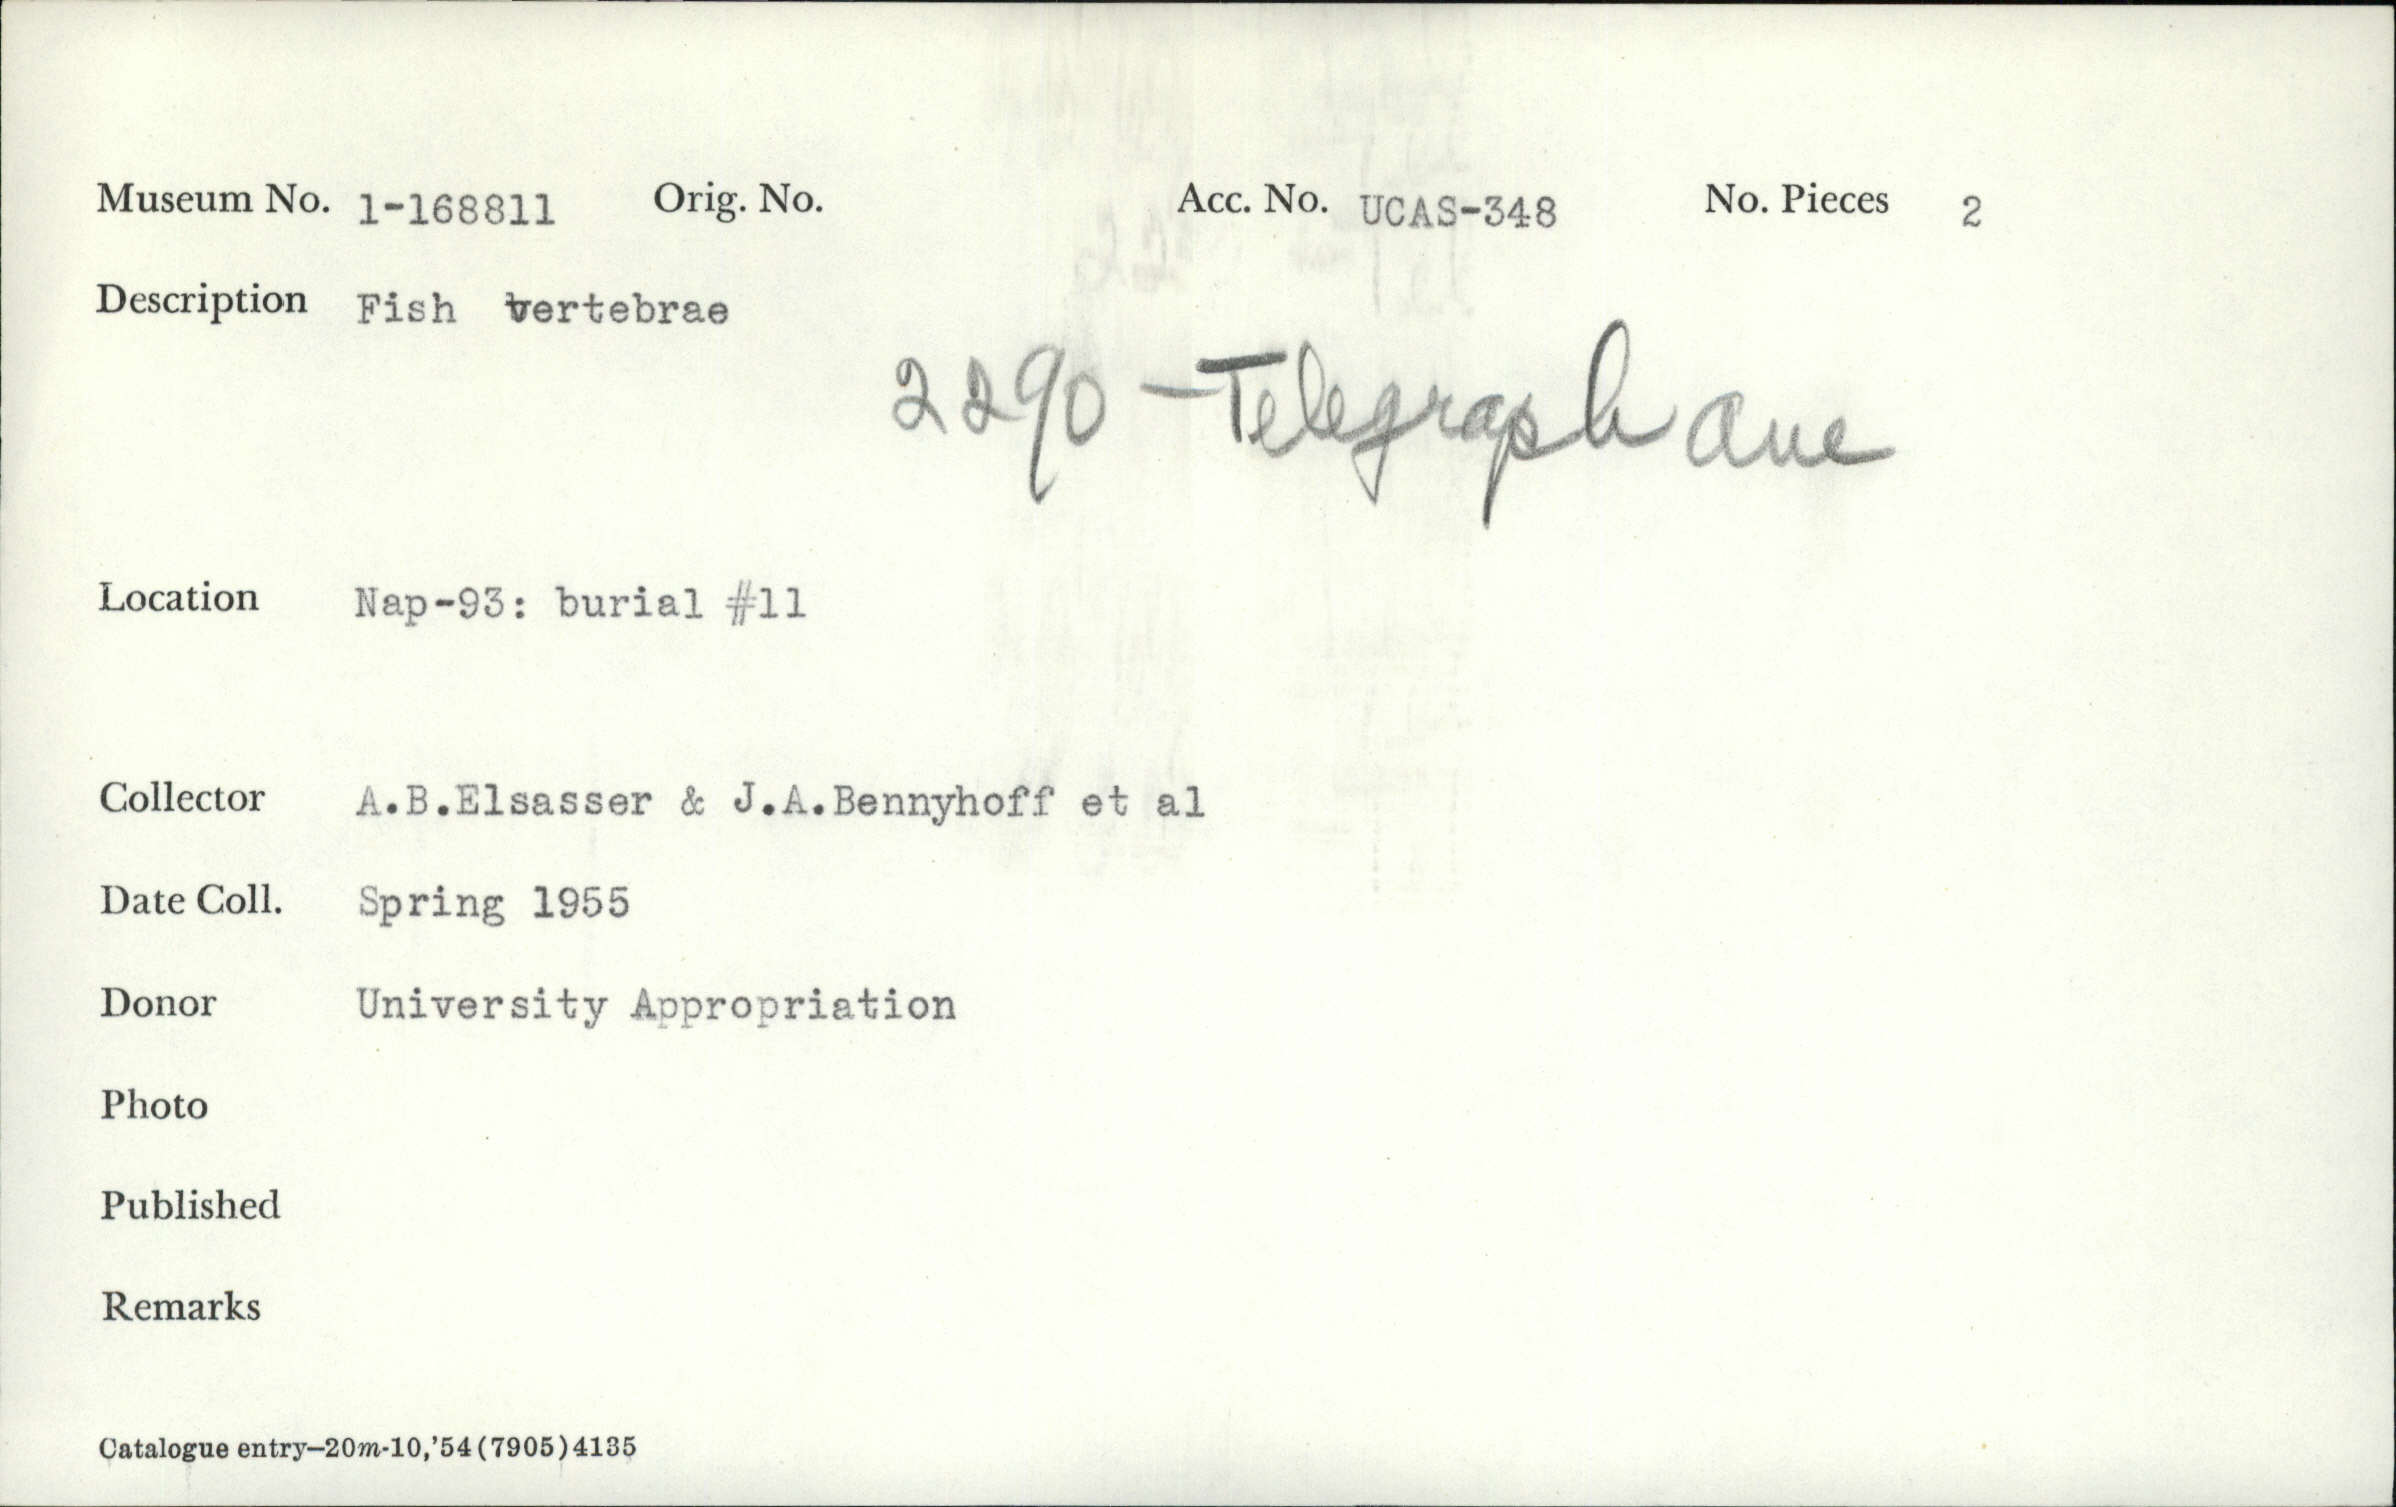 Museum No. 1-168811 Orig. No. Acc. No. UCAS-348 No. Pieces 2
Description Fish vertebrae
2290 - Telegraph Ave
Location Nap-93: burial #11
Collector A.B.Elsasser & J.A.Bennyhoff et al
Date Coll. Spring 1955
Donor University Appropriation
Photo
Published
Remarks
Catalogue entry—20m-10,'54(7905)4135